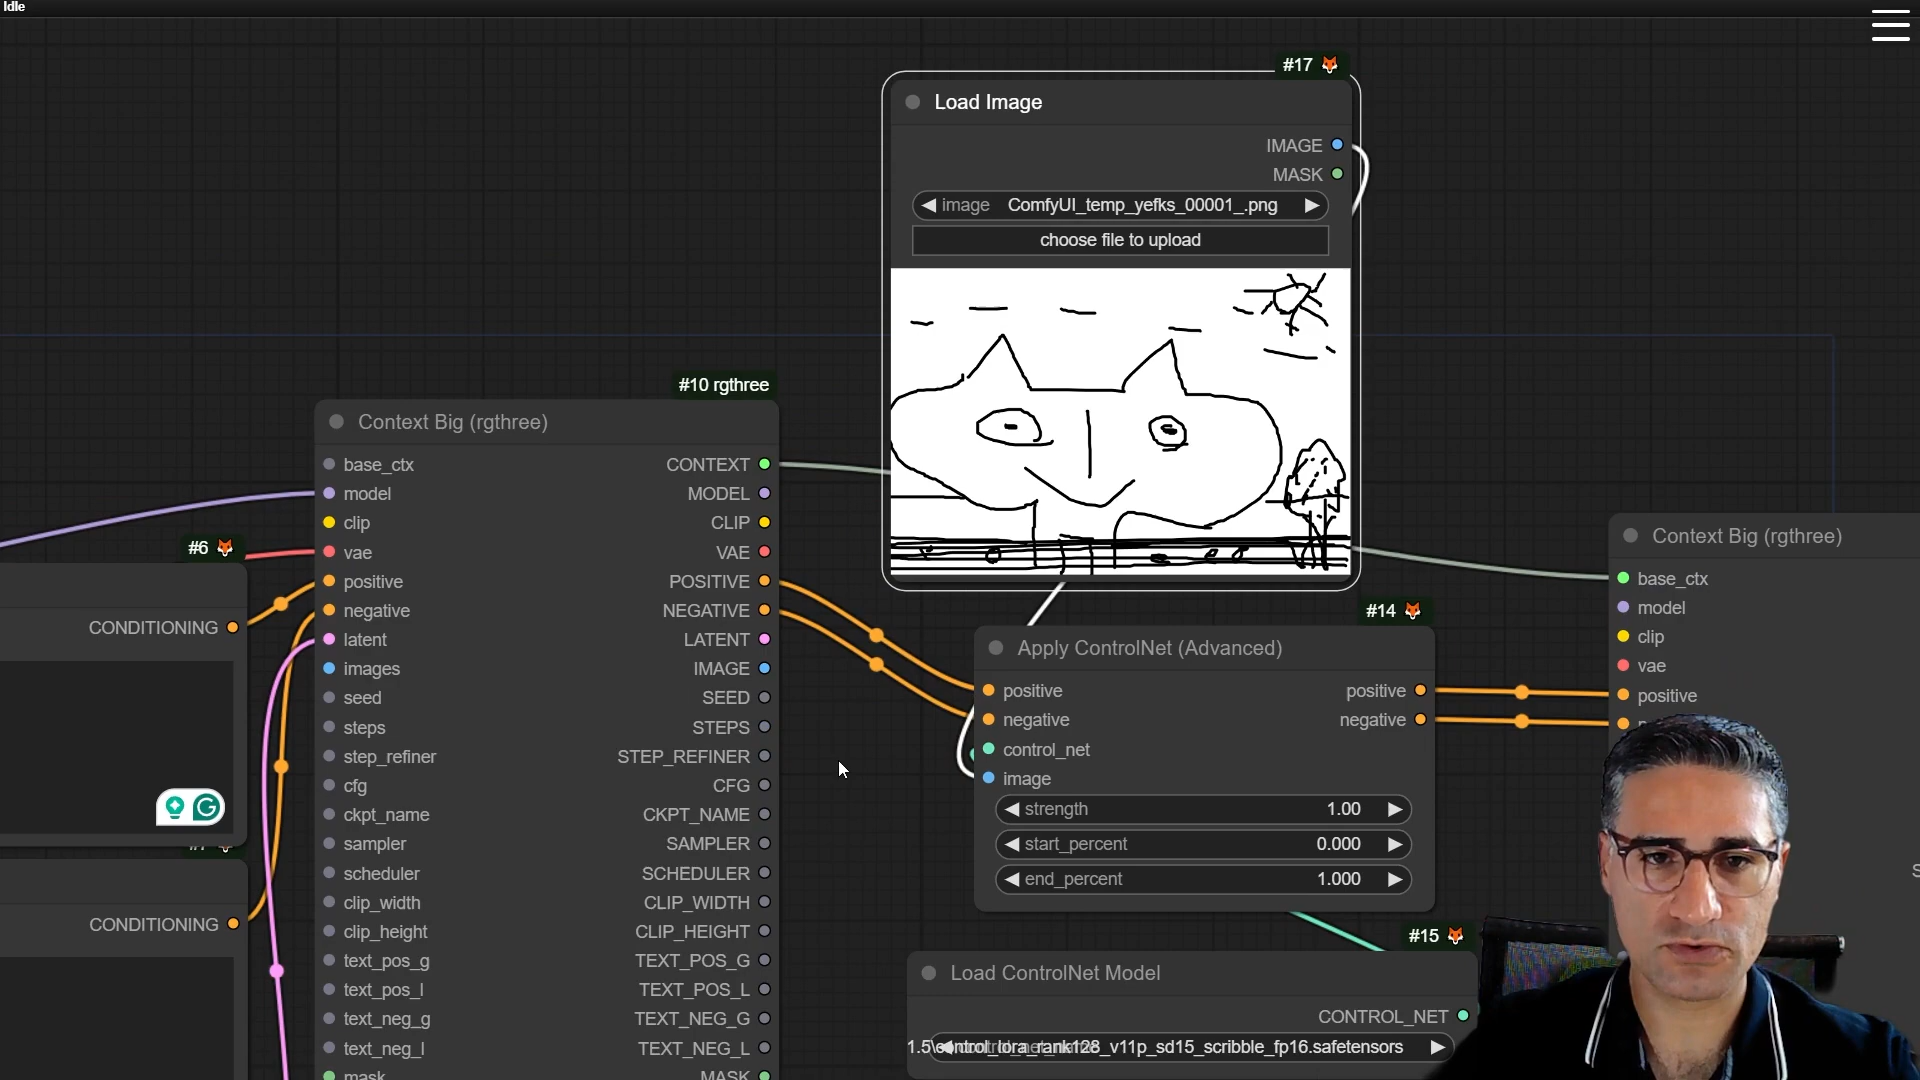 Idle
#17
Load Image
IMAGE
MASK
image ComfyUI_temp_yefks_00001_.png
choose file to upload
#10 rgthree
Context Big (rgthree)
base_ctx CONTEXT
model MODEL
clip CLIP
vae VAE
positive POSITIVE
negative NEGATIVE
latent LATENT
images IMAGE
seed SEED
steps STEPS
step_refiner STEP_REFINER
cfg CFG
ckpt_name CKPT_NAME
sampler SAMPLER
scheduler SCHEDULER
clip_width CLIP_WIDTH
clip_height CLIP_HEIGHT
text_pos_g TEXT_POS_G
text_pos_l TEXT_POS_L
text_neg_g TEXT_NEG_G
text_neg_l TEXT_NEG_L
mask MASK
#6
CONDITIONING
CONDITIONING
#14
Apply ControlNet (Advanced)
positive positive
negative negative
control_net
image
strength 1.00
start_percent 0.000
end_percent 1.000
#15
Load ControlNet Model
CONTROL_NET
1.5\control_lora_rank128_v11p_sd15_scribble_fp16.safetensors
Context Big (rgthree)
base_ctx
model
clip
vae
positive